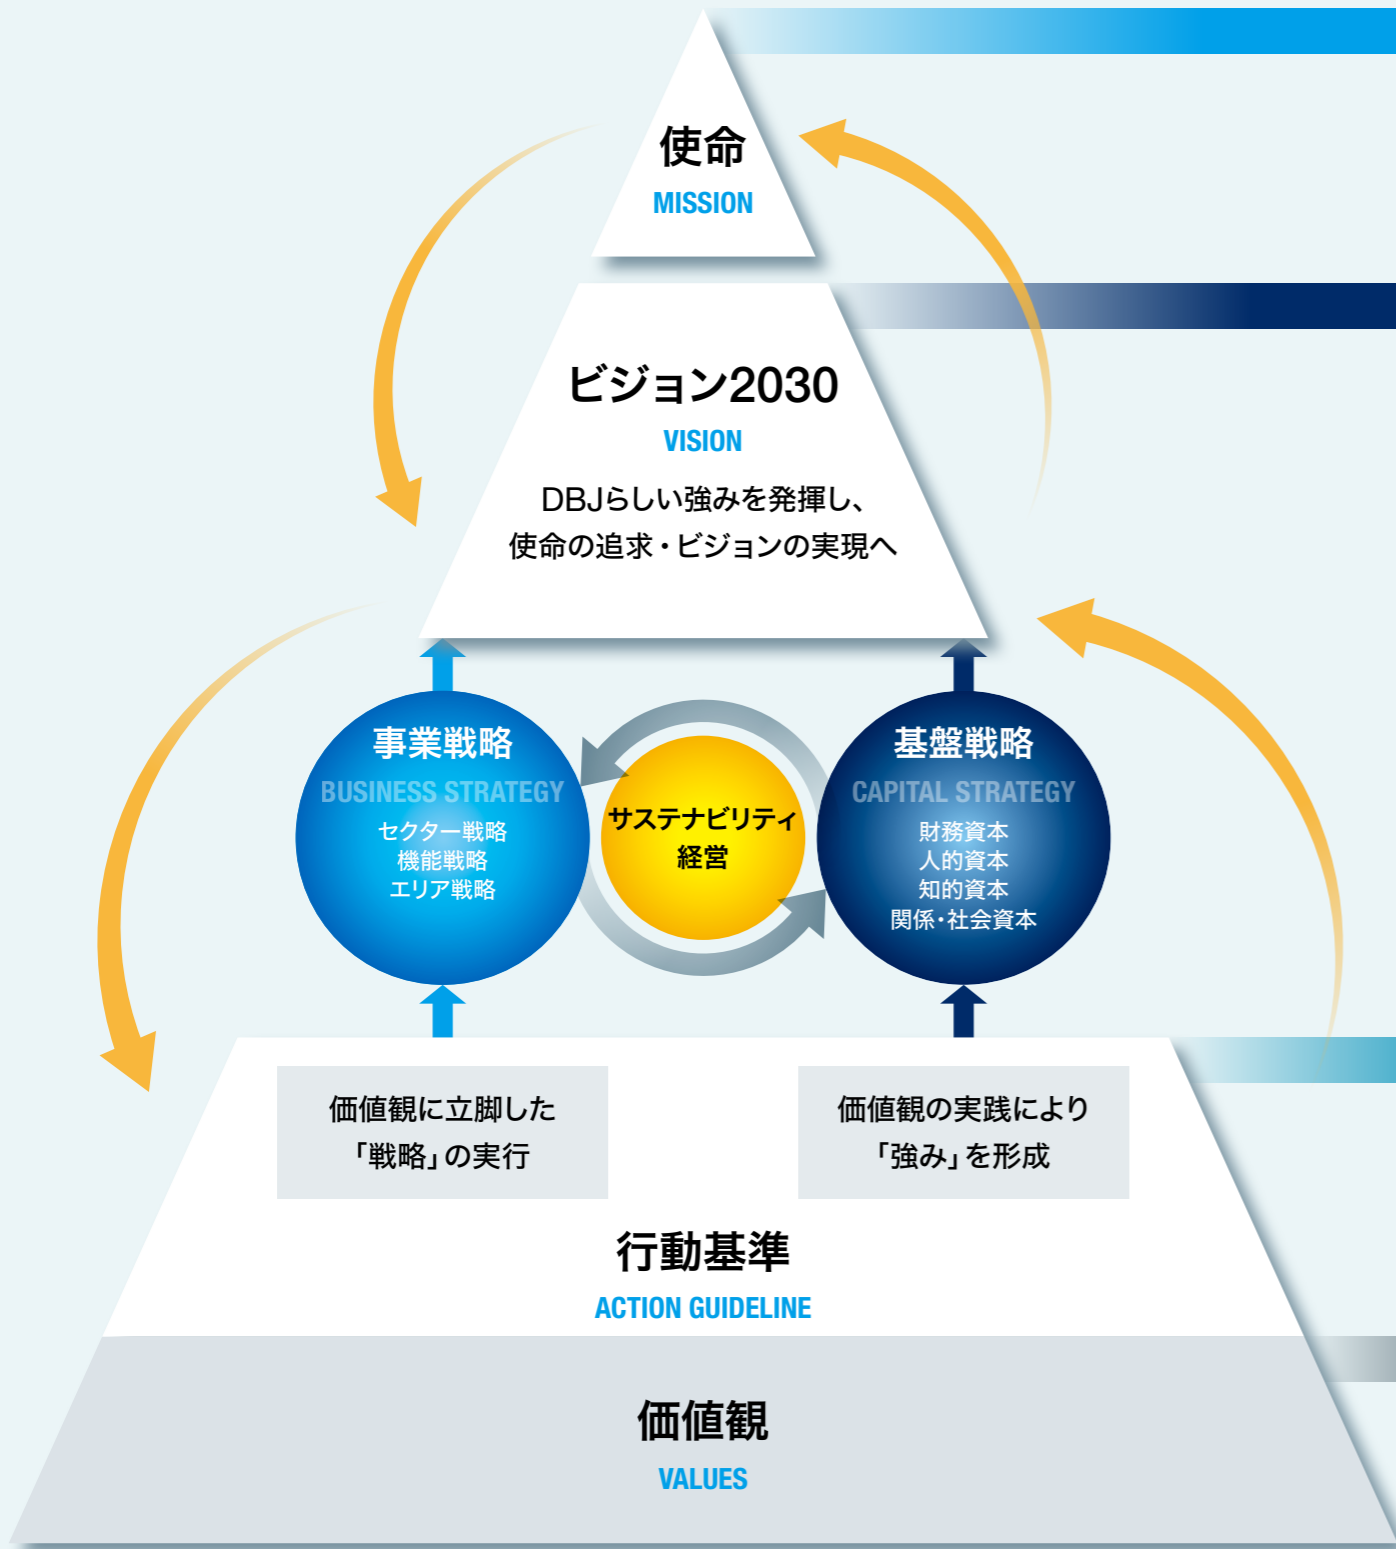 使命
MISSION
ビジョン2030
VISION
DBJらしい強みを発揮し、
使命の追求・ビジョンの実現へ
事業戦略
BUSINESS STRATEGY
セクター戦略
機能戦略
エリア戦略
サステナビリティ
経営
基盤戦略
CAPITAL STRATEGY
財務資本
人的資本
知的資本
関係・社会資本
価値観に立脚した
「戦略」の実行
価値観の実践により
「強み」を形成
行動基準
ACTION GUIDELINE
価値観
VALUES